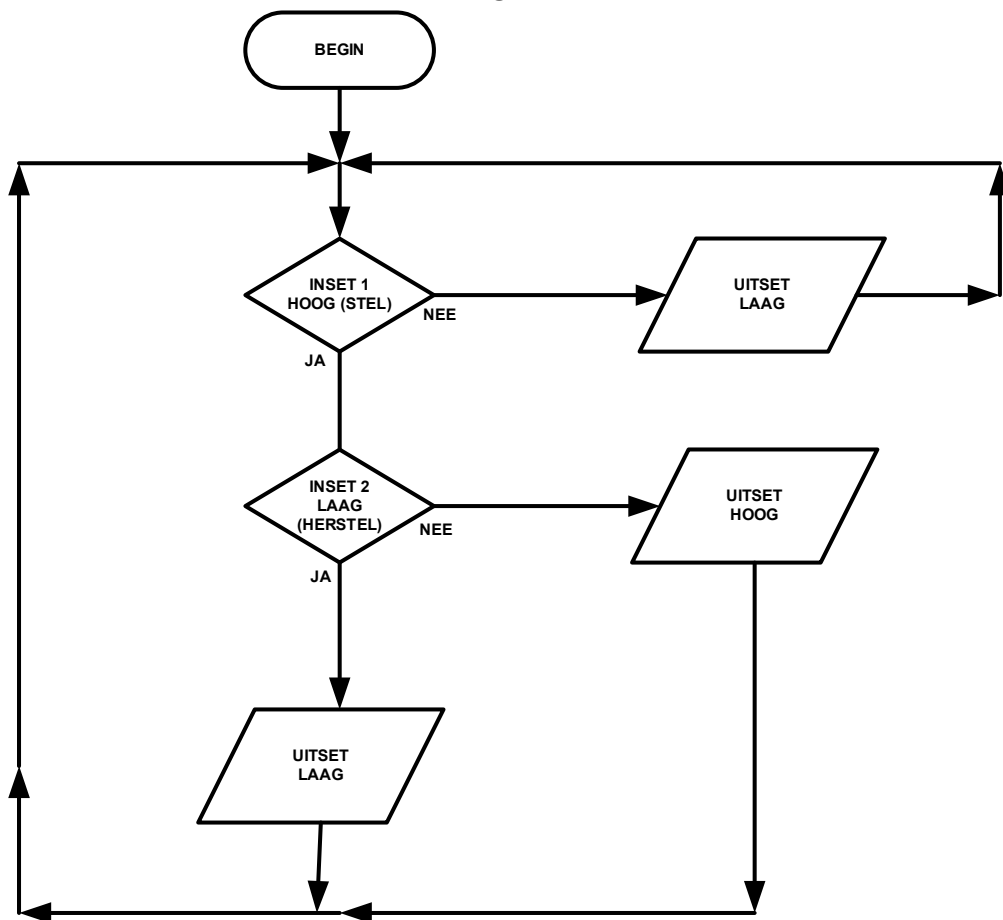 BEGIN
INSET 1
HOOG (STEL)
NEE
JA
UITSET
LAAG
INSET 2
LAAG
(HERSTEL)
NEE
JA
UITSET
HOOG
UITSET
LAAG